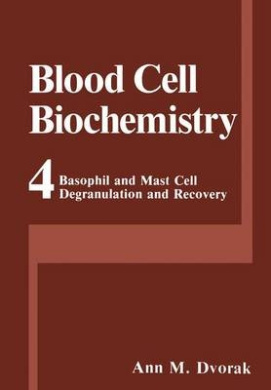 Blood Cell
Biochemistry
4 Basophil and Mast Cell
Degranulation and Recovery
Ann M. Dvorak